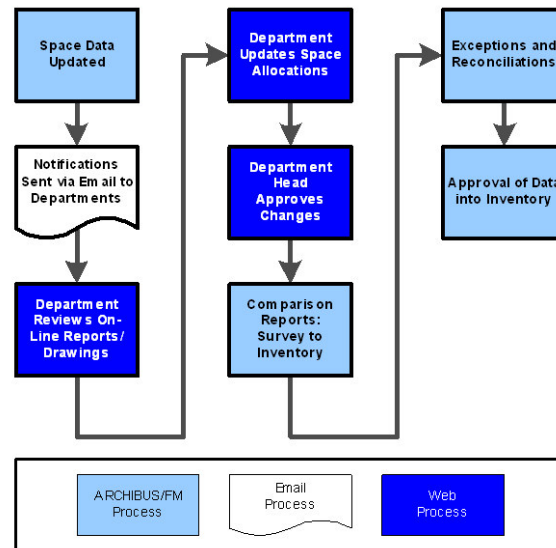 Space Data
Updated
Notifications
Sent via Email to
Departments
Department
Reviews On-
Line Reports/
Drawings
Department
Updates Space
Allocations
Department
Head
Approves
Changes
Comparison
Reports:
Survey to
Inventory
Exceptions and
Reconciliations
Approval of Data
into Inventory
ARCHIBUS/FM
Process
Email
Process
Web
Process